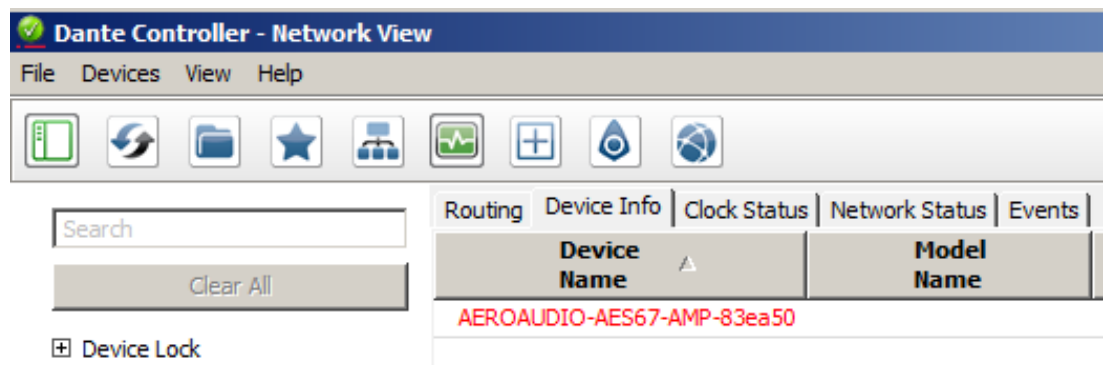 Dante Controller - Network View
File Devices View Help
Search
Clear All
Device Lock
Routing Device Info Clock Status Network Status Events
Device Name Model Name
AEROAUDIO-AES67-AMP-83ea50